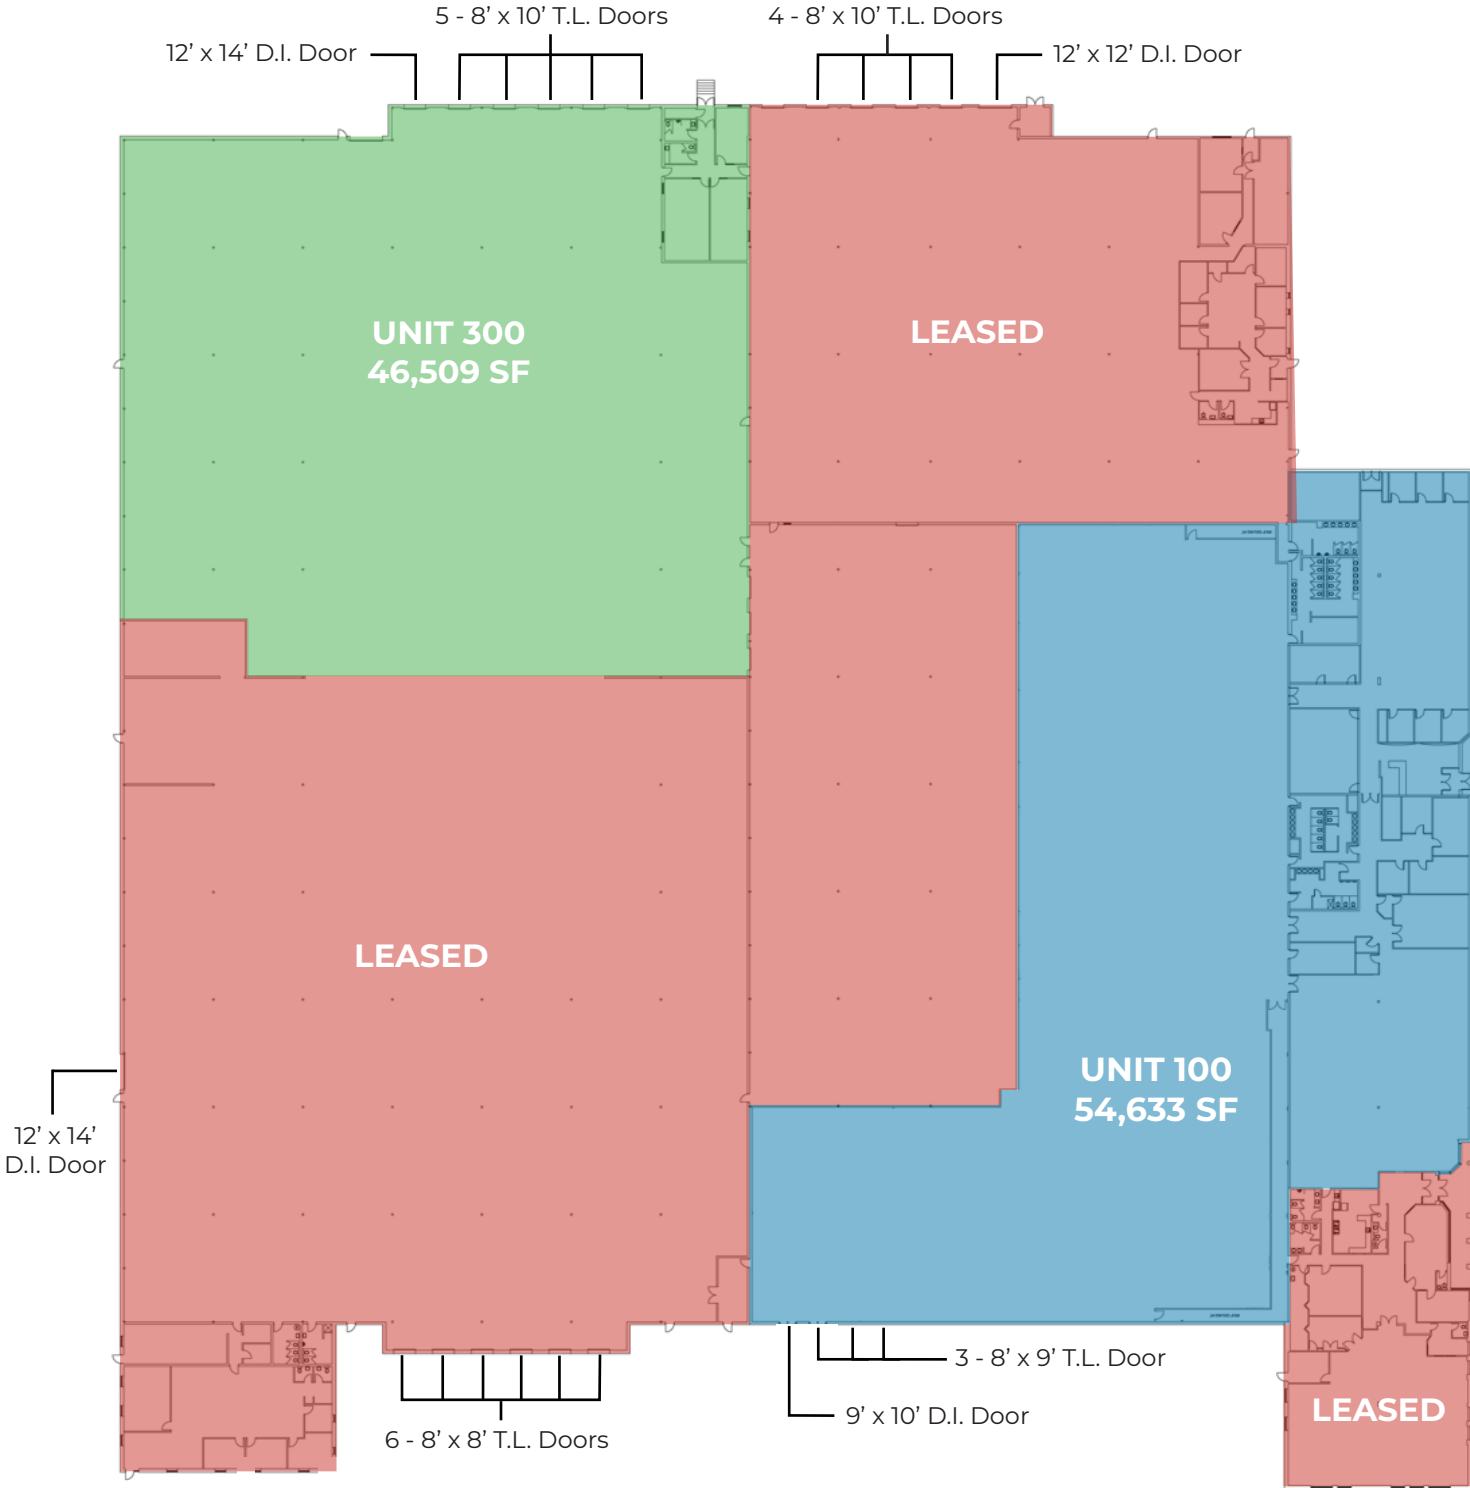 5 - 8’ x 10’ T.L. Doors
4 - 8’ x 10’ T.L. Doors
12’ x 14’ D.I. Door
12’ x 12’ D.I. Door
UNIT 300
46,509 SF
LEASED
LEASED
UNIT 100
54,633 SF
12’ x 14’
D.I. Door
3 - 8’ x 9’ T.L. Door
9’ x 10’ D.I. Door
6 - 8’ x 8’ T.L. Doors
LEASED